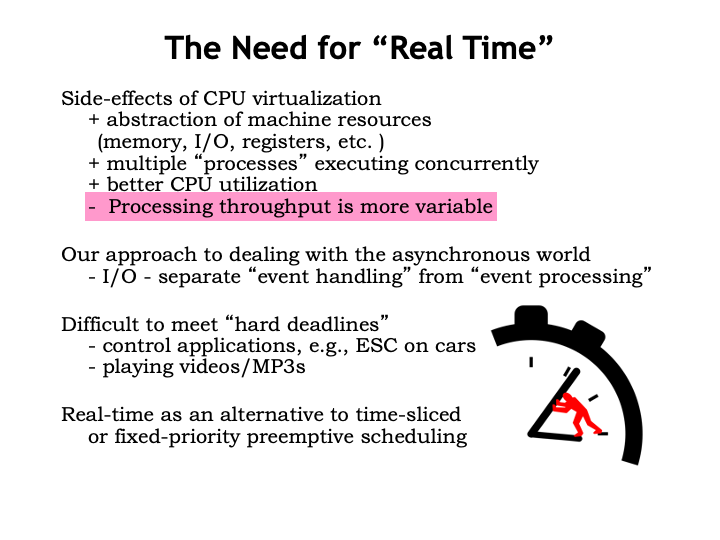 The Need for “Real Time”
Side-effects of CPU virtualization
+ abstraction of machine resources
(memory, I/O, registers, etc. )
+ multiple “processes” executing concurrently
+ better CPU utilization
- Processing throughput is more variable
Our approach to dealing with the asynchronous world
- I/O - separate “event handling” from “event processing”
Difficult to meet “hard deadlines”
- control applications, e.g., ESC on cars
- playing videos/MP3s
Real-time as an alternative to time-sliced
or fixed-priority preemptive scheduling